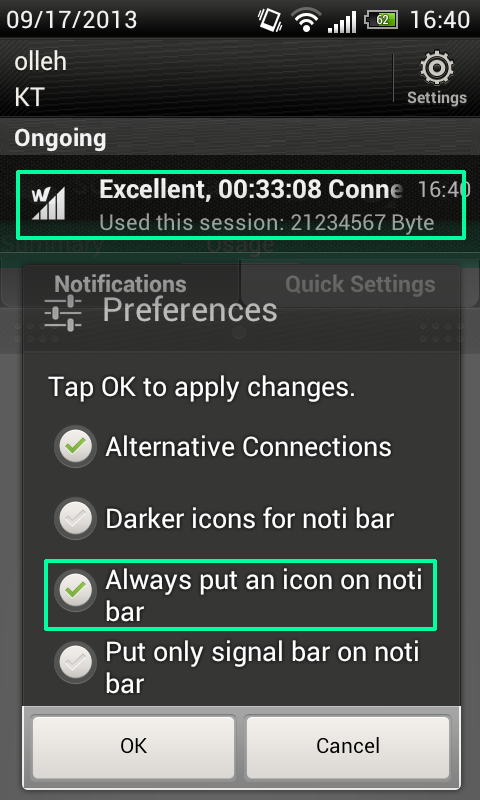 09/17/2013 62 16:40
olleh
KT
Settings
Ongoing
W Excellent, 00:33:08 Conne 16:40
Used this session: 21234567 Byte
Summary Usage
Notifications Quick Settings
Preferences
Tap OK to apply changes.
Alternative Connections
Darker icons for noti bar
Always put an icon on noti
bar
Put only signal bar on noti
bar
OK Cancel